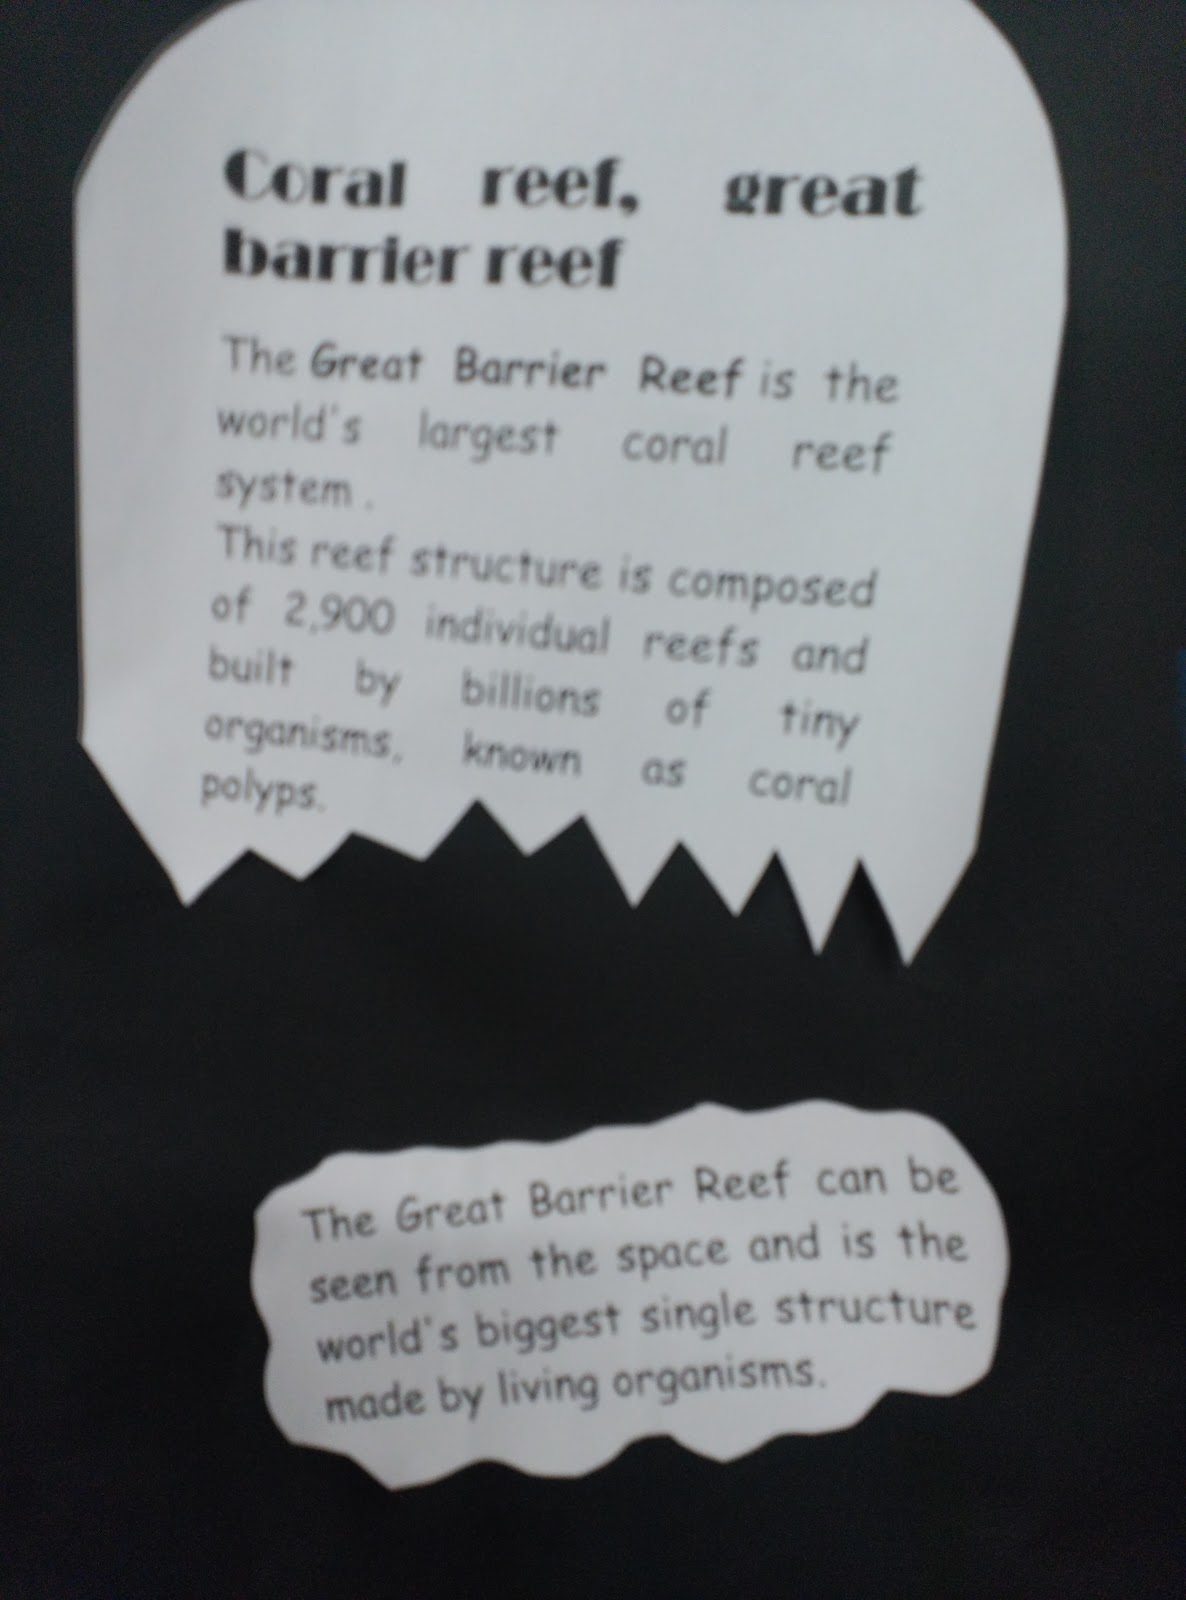 Coral reef, great
barrier reef
The Great Barrier Reef is the
world's largest coral reef
system .
This reef structure is composed
of 2,900 individual reefs and
built by billions of tiny
organisms, known as coral
polyps.
The Great Barrier Reef can be
seen from the space and is the
world's biggest single structure
made by living organisms.